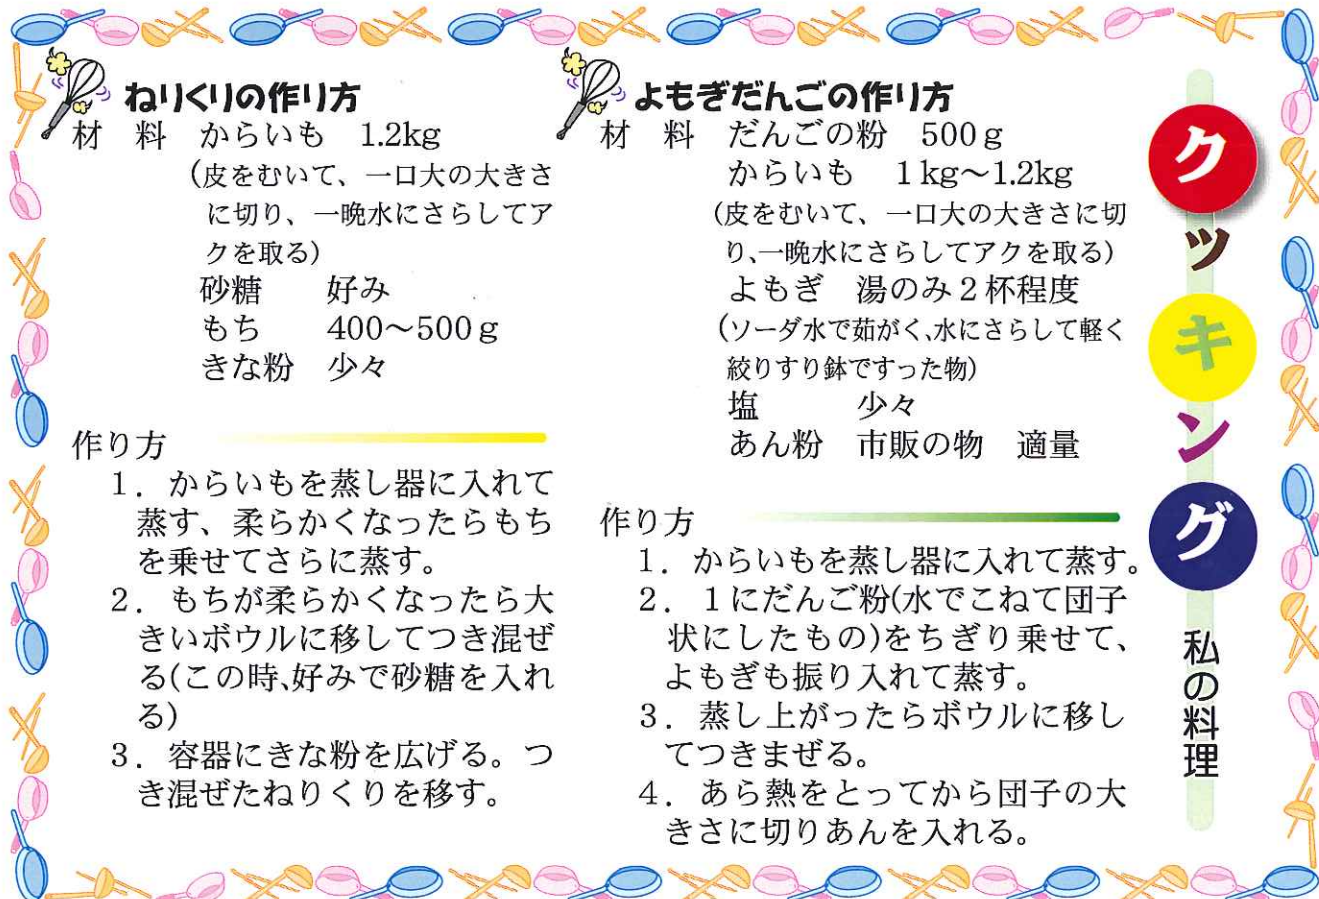 クッキング 私の料理
ねりくりの作り方
材　料　からいも　1.2kg
(皮をむいて、一口大の大きさ
に切り、一晩水にさらしてア
クを取る)
砂糖　　好み
もち　　400～500ｇ
きな粉　少々
作り方
1．からいもを蒸し器に入れて
蒸す、柔らかくなったらもち
を乗せてさらに蒸す。
2．もちが柔らかくなったら大
きいボウルに移してつき混ぜ
る(この時、好みで砂糖を入れ
る)
3．容器にきな粉を広げる。つ
き混ぜたねりくりを移す。
よもぎだんごの作り方
材　料　だんごの粉　500ｇ
からいも　1kg～1.2kg
(皮をむいて、一口大の大きさに切
り、一晩水にさらしてアクを取る)
よもぎ　湯のみ2杯程度
(ソーダ水で茹がく、水にさらして軽く
絞りすり鉢ですった物)
塩　　　少々
あん粉　市販の物　適量
作り方
1．からいもを蒸し器に入れて蒸す。
2．1にだんご粉(水でこねて団子
状にしたもの)をちぎり乗せて、
よもぎも振り入れて蒸す。
3．蒸し上がったらボウルに移し
てつきまぜる。
4．あら熱をとってから団子の大
きさに切りあんを入れる。